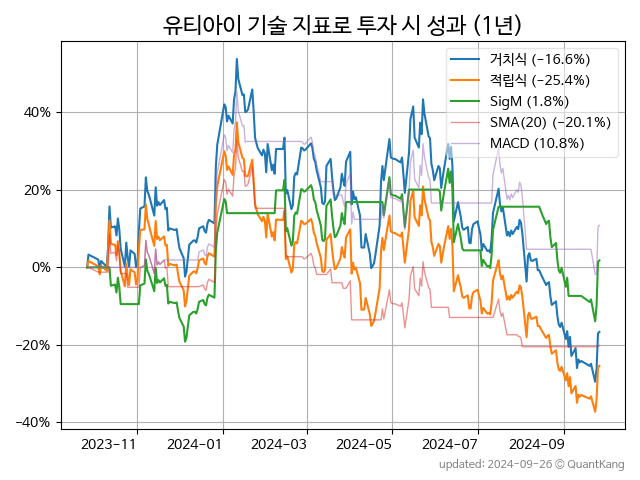 유티아이 기술 지표로 투자 시 성과 (1년)
거치식 (−16.6%)
적립식 (−25.4%)
SigM (1.8%)
SMA(20) (−20.1%)
MACD (10.8%)
40%
20%
0%
−20%
−40%
2023-11 2024-01 2024-03 2024-05 2024-07 2024-09
updated: 2024-09-26 © QuantKang